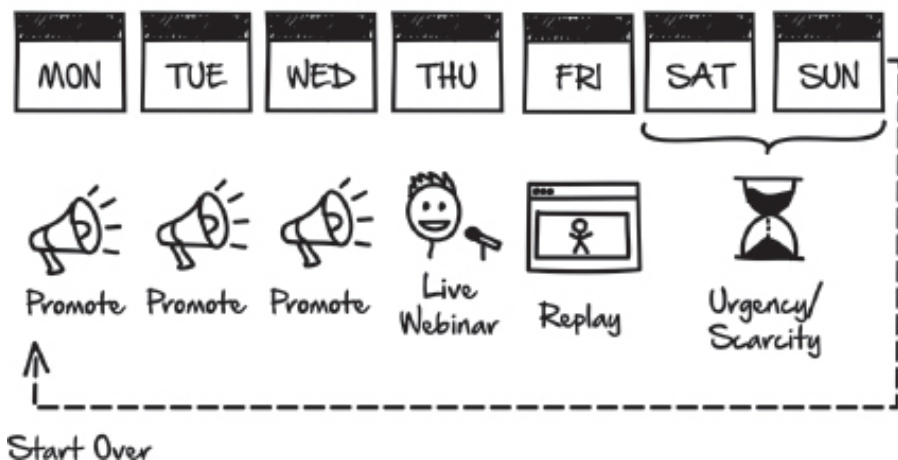 MON TUE WED THU FRI SAT SUN
Promote Promote Promote Live Webinar Replay Urgency/ Scarcity
Start Over